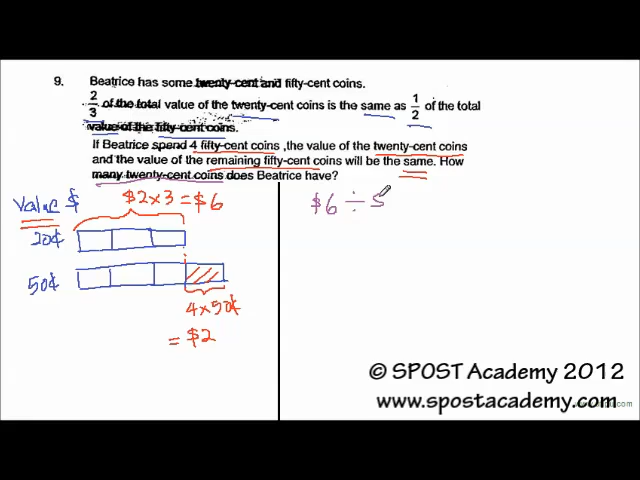 9. Beatrice has some twenty-cent and fifty-cent coins.
2/3 of the total value of the twenty-cent coins is the same as 1/2 of the total
value of the fifty-cent coins.
If Beatrice spend 4 fifty-cent coins ,the value of the twenty-cent coins
and the value of the remaining fifty-cent coins will be the same. How
many twenty-cent coins does Beatrice have?
Value $
$2x3 = $6
20¢
50¢
4x50¢
= $2
$6 ÷ 5
© SPOST Academy 2012
www.spostacademy.com